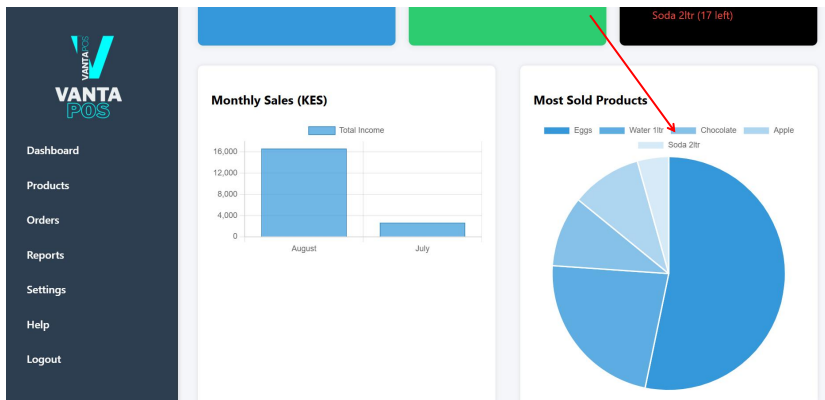 Soda 2ltr (17 left)
VANTAPOS
VANTA
POS
Dashboard
Products
Orders
Reports
Settings
Help
Logout
Monthly Sales (KES)
Total Income
16,000
12,000
8,000
4,000
0
August July
Most Sold Products
Eggs Water 1ltr Chocolate Apple
Soda 2ltr